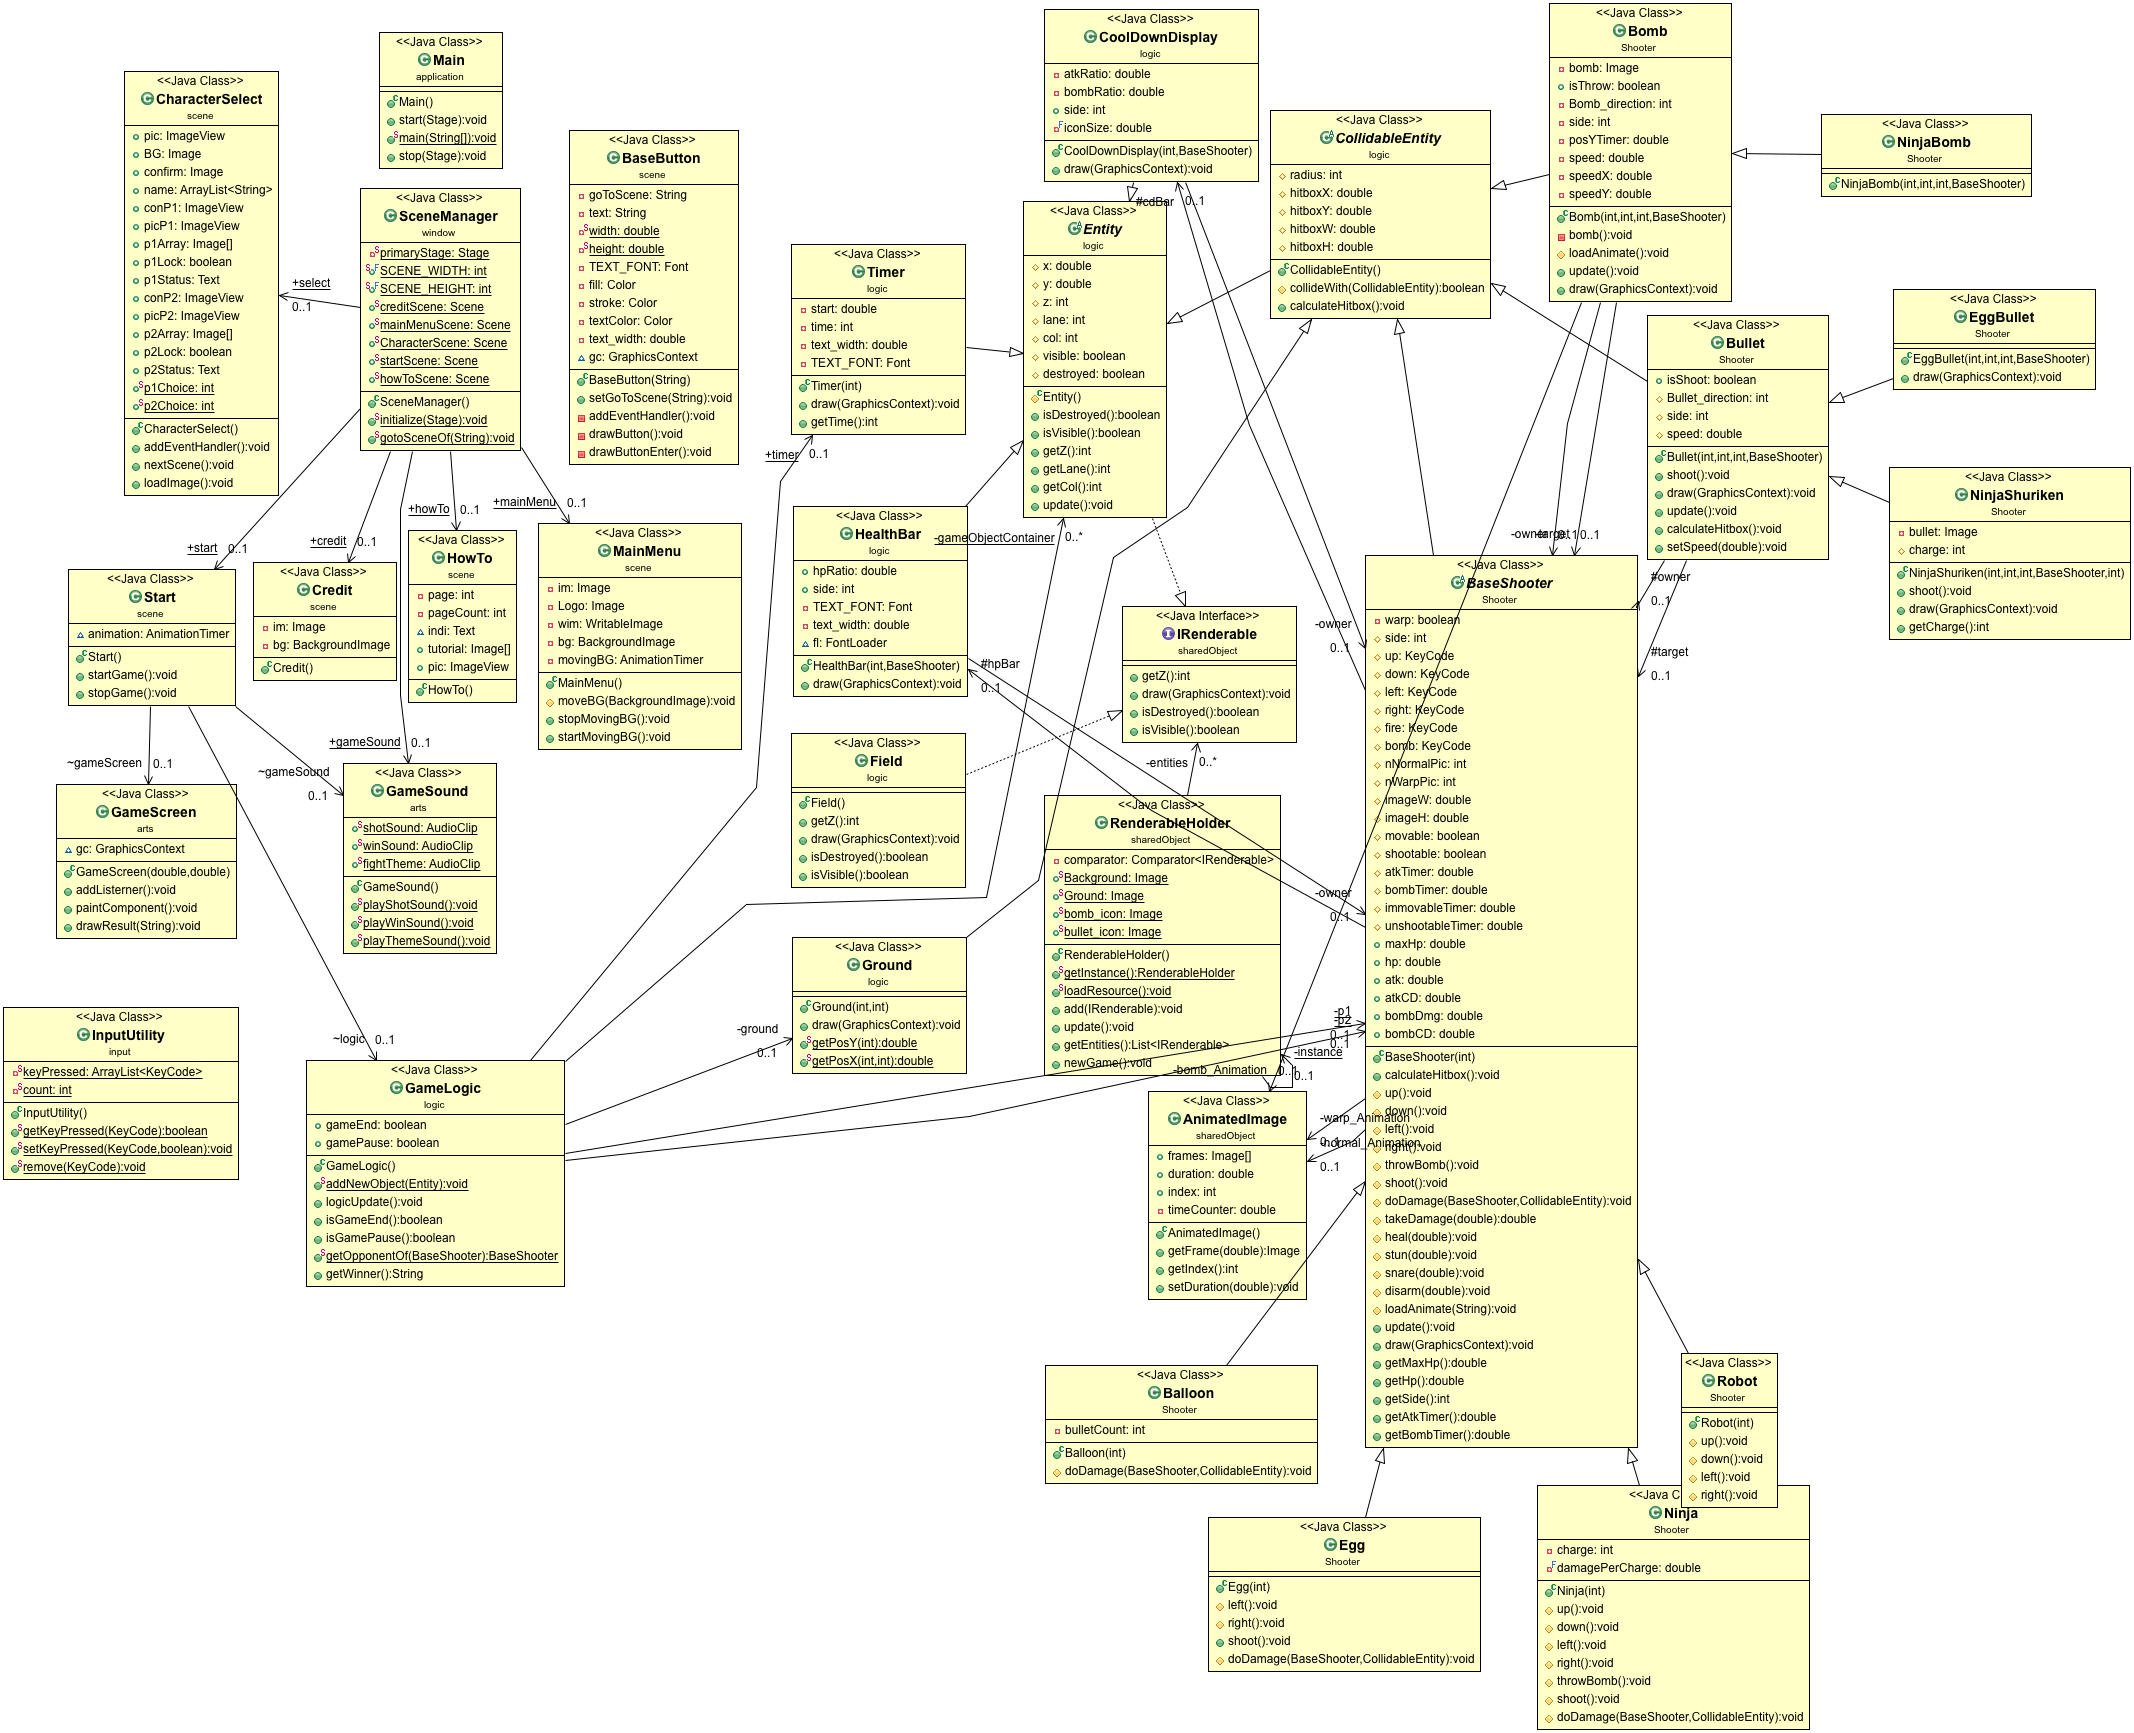 <<Java Class>>
Main
application
Main()
start(Stage):void
main(String[]):void
stop(Stage):void
<<Java Class>>
CharacterSelect
scene
pic: ImageView
BG: Image
confirm: Image
name: ArrayList<String>
conP1: ImageView
picP1: ImageView
p1Array: Image[]
p1Lock: boolean
p1Status: Text
conP2: ImageView
picP2: ImageView
p2Array: Image[]
p2Lock: boolean
p2Status: Text
p1Choice: int
p2Choice: int
CharacterSelect()
addEventHandler():void
nextScene():void
loadImage():void
<<Java Class>>
SceneManager
window
primaryStage: Stage
SCENE_WIDTH: int
SCENE_HEIGHT: int
creditScene: Scene
mainMenuScene: Scene
CharacterScene: Scene
startScene: Scene
howToScene: Scene
SceneManager()
initialize(Stage):void
gotoSceneOf(String):void
+select
0..1
<<Java Class>>
BaseButton
scene
goToScene: String
text: String
width: double
height: double
TEXT_FONT: Font
fill: Color
stroke: Color
textColor: Color
text_width: double
gc: GraphicsContext
BaseButton(String)
setGoToScene(String):void
addEventHandler():void
drawButton():void
drawButtonEnter():void
+start
0..1
+credit
0..1
+howTo
0..1
+mainMenu
0..1
+gameSound
0..1
<<Java Class>>
Start
scene
animation: AnimationTimer
Start()
startGame():void
stopGame():void
<<Java Class>>
Credit
scene
im: Image
bg: BackgroundImage
Credit()
<<Java Class>>
HowTo
scene
page: int
pageCount: int
indi: Text
tutorial: Image[]
pic: ImageView
HowTo()
<<Java Class>>
MainMenu
scene
im: Image
Logo: Image
wim: WritableImage
bg: BackgroundImage
movingBG: AnimationTimer
MainMenu()
moveBG(BackgroundImage):void
stopMovingBG():void
startMovingBG():void
~gameScreen
0..1
~gameSound
0..1
<<Java Class>>
GameScreen
arts
gc: GraphicsContext
GameScreen(double,double)
addListerner():void
paintComponent():void
drawResult(String):void
<<Java Class>>
GameSound
arts
shotSound: AudioClip
winSound: AudioClip
fightTheme: AudioClip
GameSound()
playShotSound():void
playWinSound():void
playThemeSound():void
<<Java Class>>
InputUtility
input
keyPressed: ArrayList<KeyCode>
count: int
InputUtility()
getKeyPressed(KeyCode):boolean
setKeyPressed(KeyCode,boolean):void
remove(KeyCode):void
~logic
0..1
<<Java Class>>
GameLogic
logic
gameEnd: boolean
gamePause: boolean
GameLogic()
addNewObject(Entity):void
logicUpdate():void
isGameEnd():boolean
isGamePause():boolean
getOpponentOf(BaseShooter):BaseShooter
getWinner():String
<<Java Class>>
CoolDownDisplay
logic
atkRatio: double
bombRatio: double
side: int
iconSize: double
CoolDownDisplay(int,BaseShooter)
draw(GraphicsContext):void
#cdBar
0..1
<<Java Class>>
Entity
logic
x: double
y: double
z: int
lane: int
col: int
visible: boolean
destroyed: boolean
Entity()
isDestroyed():boolean
isVisible():boolean
getZ():int
getLane():int
getCol():int
update():void
<<Java Class>>
Timer
logic
start: double
time: int
text_width: double
TEXT_FONT: Font
Timer(int)
draw(GraphicsContext):void
getTime():int
+timer
0..1
<<Java Class>>
HealthBar
logic
hpRatio: double
side: int
TEXT_FONT: Font
text_width: double
fl: FontLoader
HealthBar(int,BaseShooter)
draw(GraphicsContext):void
-gameObjectContainer
0..*
#hpBar
0..1
<<Java Interface>>
IRenderable
sharedObject
getZ():int
draw(GraphicsContext):void
isDestroyed():boolean
isVisible():boolean
-entities
0..*
<<Java Class>>
Field
logic
Field()
getZ():int
draw(GraphicsContext):void
isDestroyed():boolean
isVisible():boolean
<<Java Class>>
RenderableHolder
sharedObject
comparator: Comparator<IRenderable>
Background: Image
Ground: Image
bomb_icon: Image
bullet_icon: Image
RenderableHolder()
getInstance():RenderableHolder
loadResource():void
add(IRenderable):void
update():void
getEntities():List<IRenderable>
newGame():void
<<Java Class>>
Ground
logic
Ground(int,int)
draw(GraphicsContext):void
getPosY(int):double
getPosX(int,int):double
-ground
0..1
-instance
0..1
-bomb_Animation
0..1
<<Java Class>>
AnimatedImage
sharedObject
frames: Image[]
duration: double
index: int
timeCounter: double
AnimatedImage()
getFrame(double):Image
getIndex():int
setDuration(double):void
-warp_Animation
0..1
-normal_Animation
0..1
<<Java Class>>
CollidableEntity
logic
radius: int
hitboxX: double
hitboxY: double
hitboxW: double
hitboxH: double
CollidableEntity()
collideWith(CollidableEntity):boolean
calculateHitbox():void
<<Java Class>>
Bomb
Shooter
bomb: Image
isThrow: boolean
Bomb_direction: int
side: int
posYTimer: double
speed: double
speedX: double
speedY: double
Bomb(int,int,int,BaseShooter)
bomb():void
loadAnimate():void
update():void
draw(GraphicsContext):void
<<Java Class>>
NinjaBomb
Shooter
NinjaBomb(int,int,int,BaseShooter)
<<Java Class>>
Bullet
Shooter
isShoot: boolean
Bullet_direction: int
side: int
speed: double
Bullet(int,int,int,BaseShooter)
shoot():void
draw(GraphicsContext):void
update():void
calculateHitbox():void
setSpeed(double):void
<<Java Class>>
EggBullet
Shooter
EggBullet(int,int,int,BaseShooter)
draw(GraphicsContext):void
<<Java Class>>
NinjaShuriken
Shooter
bullet: Image
charge: int
NinjaShuriken(int,int,int,BaseShooter,int)
shoot():void
draw(GraphicsContext):void
getCharge():int
-owner
0..1
-target
0..1
#owner
0..1
#target
0..1
-owner
0..1
-owner
0..1
-p1
0..1
-p2
0..1
<<Java Class>>
BaseShooter
Shooter
warp: boolean
side: int
up: KeyCode
down: KeyCode
left: KeyCode
right: KeyCode
fire: KeyCode
bomb: KeyCode
nNormalPic: int
nWarpPic: int
imageW: double
imageH: double
movable: boolean
shootable: boolean
atkTimer: double
bombTimer: double
immovableTimer: double
unshootableTimer: double
maxHp: double
hp: double
atk: double
atkCD: double
bombDmg: double
bombCD: double
BaseShooter(int)
calculateHitbox():void
up():void
down():void
left():void
right():void
throwBomb():void
shoot():void
doDamage(BaseShooter,CollidableEntity):void
takeDamage(double):double
heal(double):void
stun(double):void
snare(double):void
disarm(double):void
loadAnimate(String):void
update():void
draw(GraphicsContext):void
getMaxHp():double
getHp():double
getSide():int
getAtkTimer():double
getBombTimer():double
<<Java Class>>
Balloon
Shooter
bulletCount: int
Balloon(int)
doDamage(BaseShooter,CollidableEntity):void
<<Java Class>>
Egg
Shooter
Egg(int)
left():void
right():void
shoot():void
doDamage(BaseShooter,CollidableEntity):void
<<Java Class>>
Robot
Shooter
Robot(int)
up():void
down():void
left():void
right():void
<<Java C
Ninja
Shooter
charge: int
damagePerCharge: double
Ninja(int)
up():void
down():void
left():void
right():void
throwBomb():void
shoot():void
doDamage(BaseShooter,CollidableEntity):void